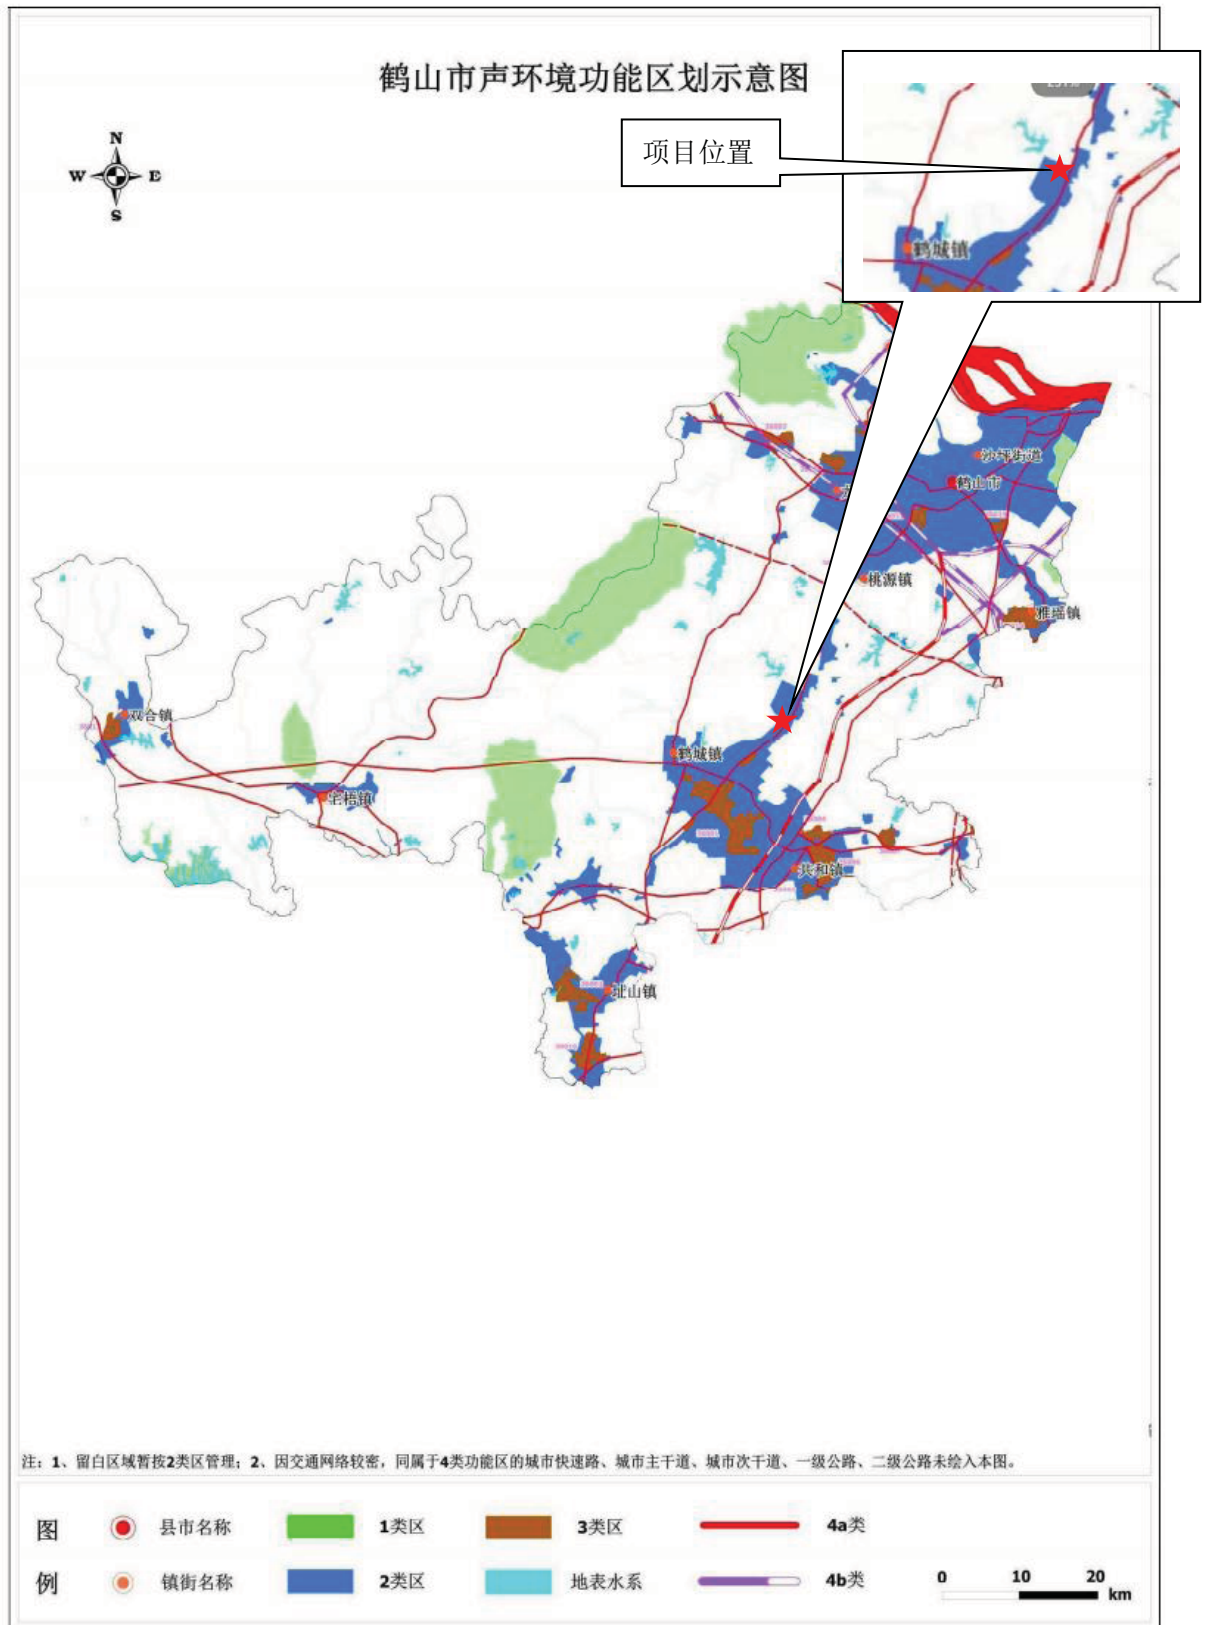 鹤山市声环境功能区划示意图
项目位置
鹤城镇
N
W E
S
沙坪街道
鹤山市
桃源镇
雅瑶镇
双合镇
鹤城镇
宅梧镇
共和镇
址山镇
注：1、留白区域暂按2类区管理；2、因交通网络较密，同属于4类功能区的城市快速路、城市主干道、城市次干道、一级公路、二级公路未绘入本图。
图 县市名称 1类区 3类区 4a类
例 镇街名称 2类区 地表水系 4b类
0 10 20
km